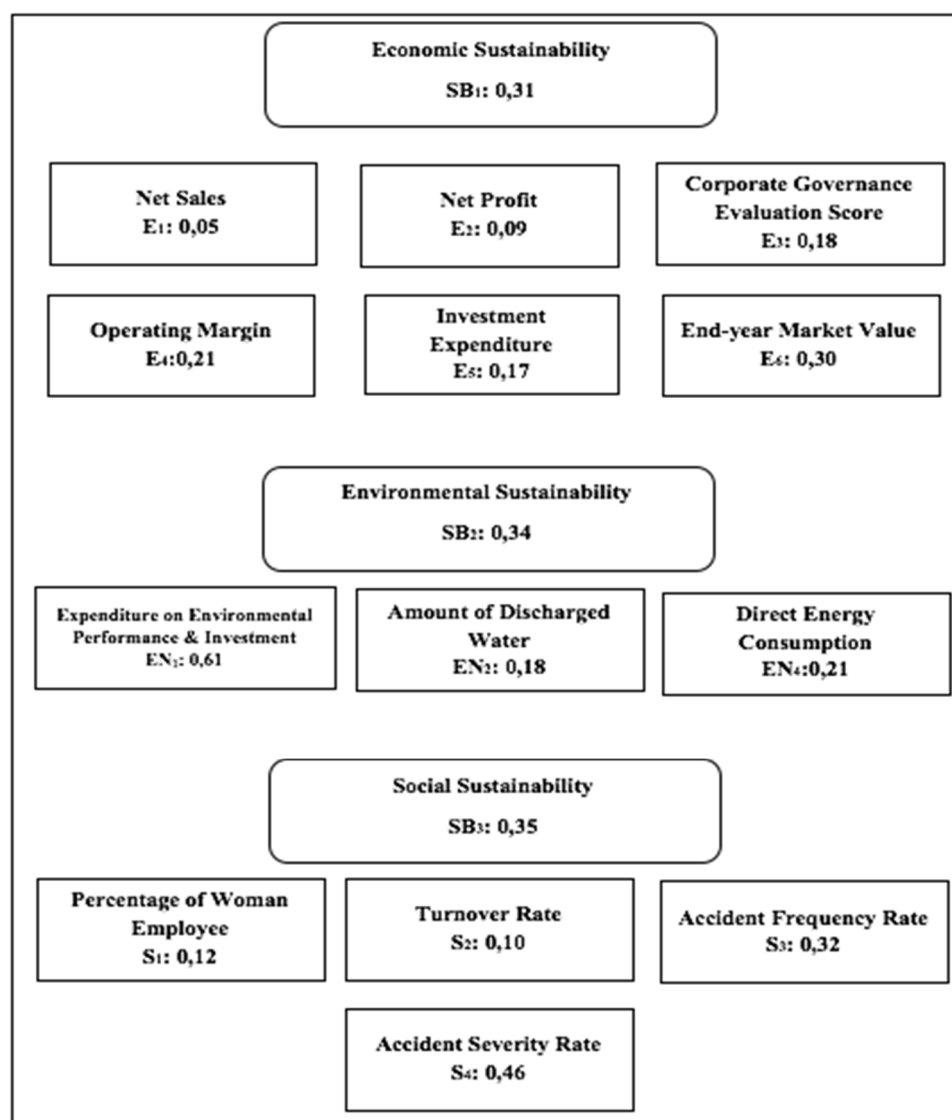 Economic Sustainability
SB₁: 0,31
Net Sales
E₁: 0,05
Net Profit
E₂: 0,09
Corporate Governance
Evaluation Score
E₃: 0,18
Operating Margin
E₄:0,21
Investment
Expenditure
E₅: 0,17
End-year Market Value
E₆: 0,30
Environmental Sustainability
SB₂: 0,34
Expenditure on Environmental
Performance & Investment
EN₁: 0,61
Amount of Discharged
Water
EN₂: 0,18
Direct Energy
Consumption
EN₄:0,21
Social Sustainability
SB₃: 0,35
Percentage of Woman
Employee
S₁: 0,12
Turnover Rate
S₂: 0,10
Accident Frequency Rate
S₃: 0,32
Accident Severity Rate
S₄: 0,46